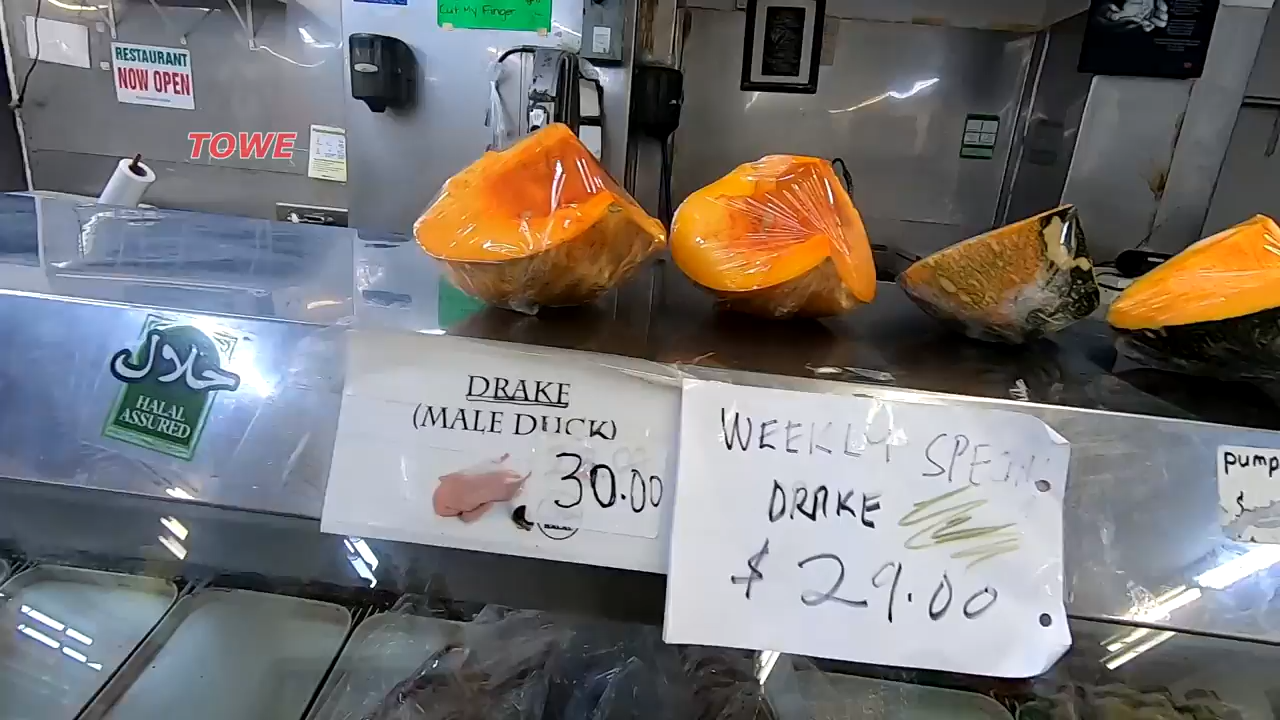 Cut My Finger
RESTAURANT
NOW OPEN
TOWE
حلال
HALAL
ASSURED
DRAKE
(MALE DUCK)
30.00
WEEKLY
DRAKE
$29.00
pump
$